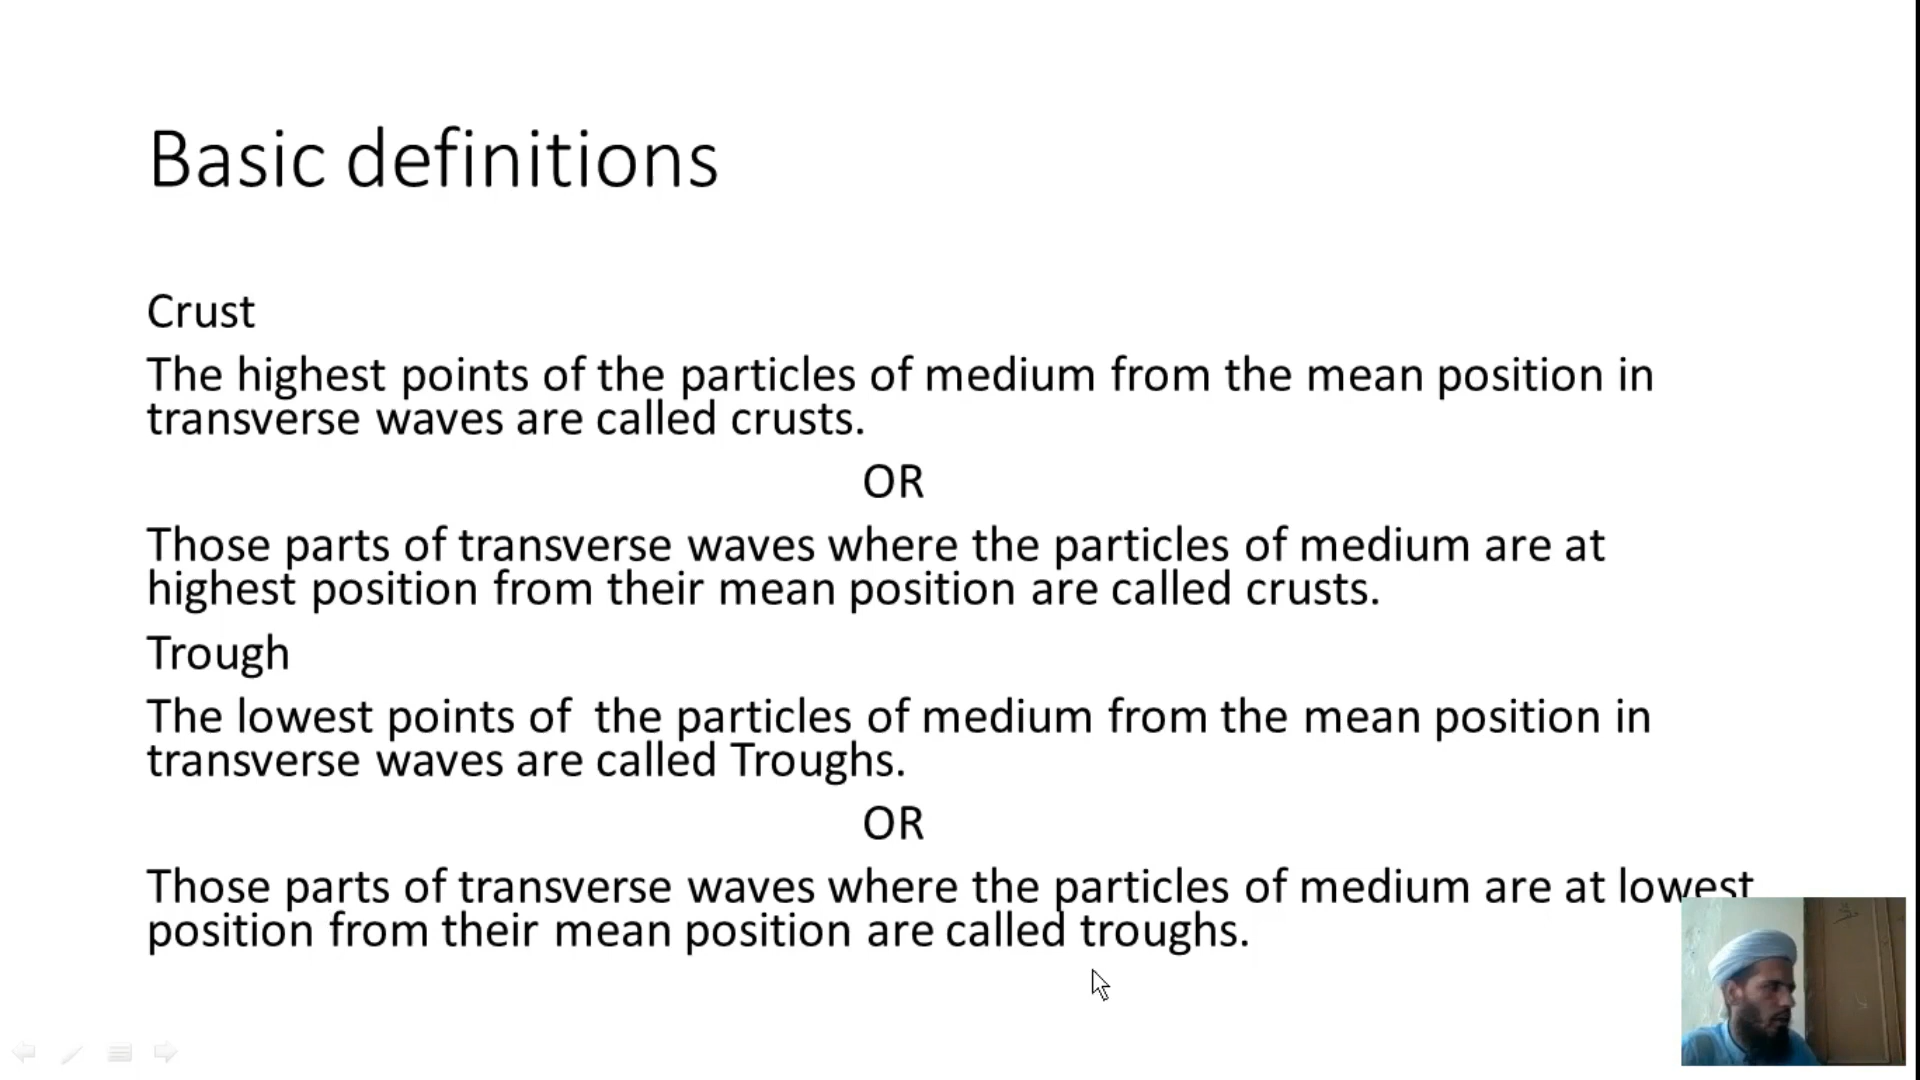 Basic definitions
Crust
The highest points of the particles of medium from the mean position in
transverse waves are called crusts.
OR
Those parts of transverse waves where the particles of medium are at
highest position from their mean position are called crusts.
Trough
The lowest points of  the particles of medium from the mean position in
transverse waves are called Troughs.
OR
Those parts of transverse waves where the particles of medium are at lowest
position from their mean position are called troughs.